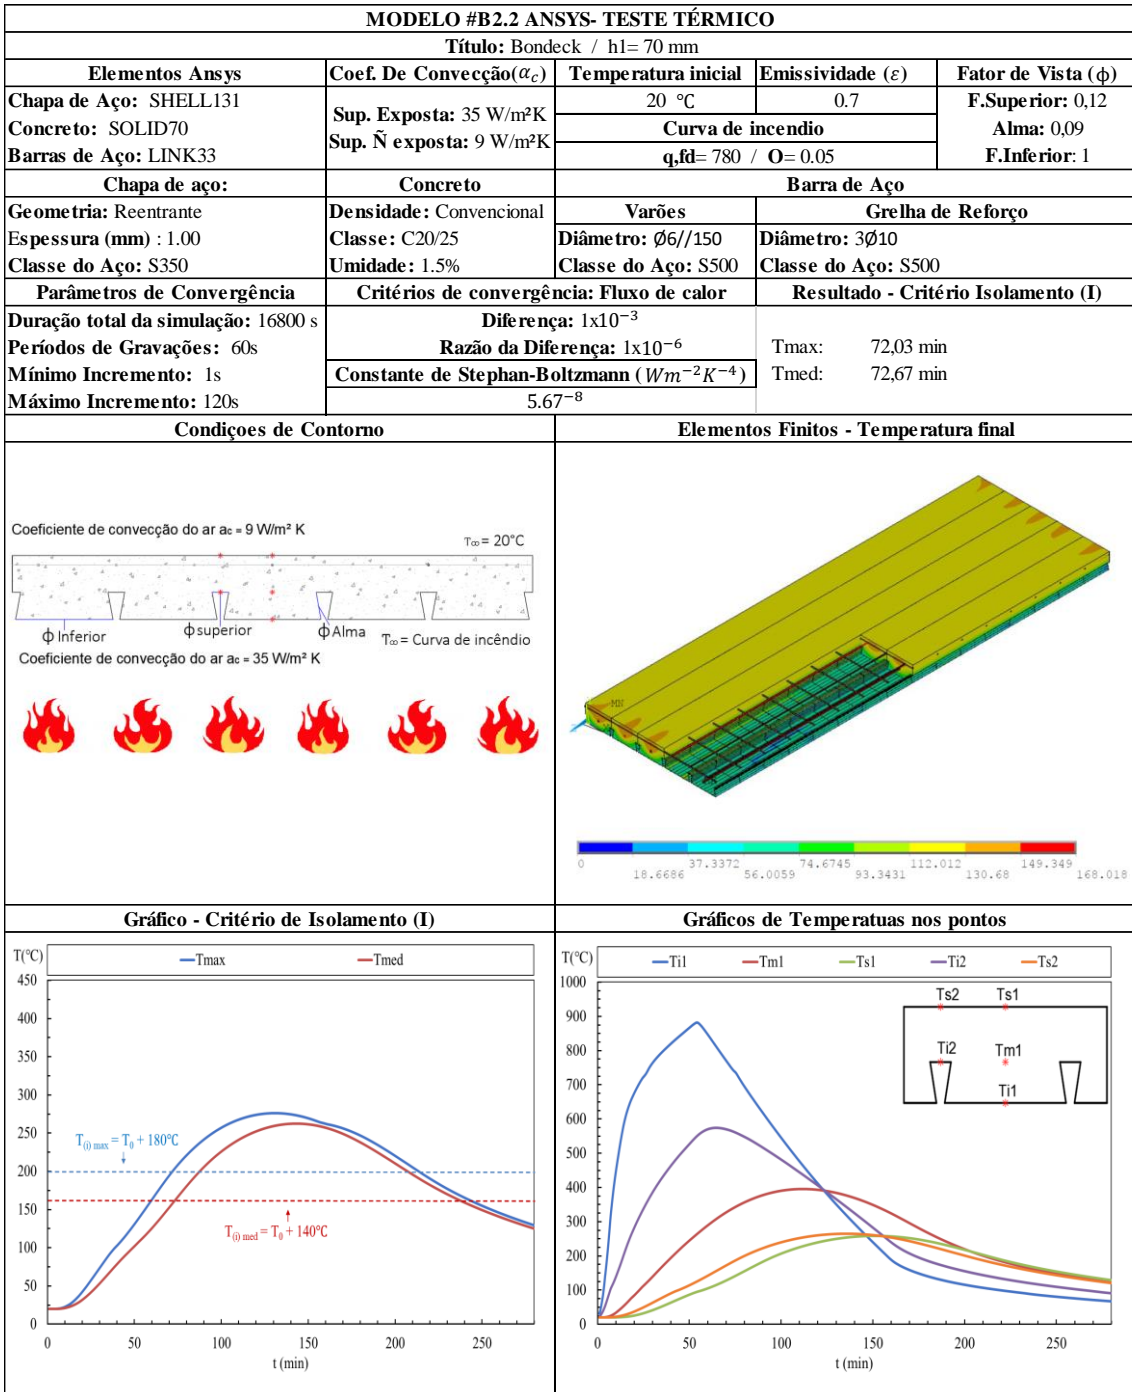 MODELO #B2.2 ANSYS- TESTE TÉRMICO
Título: Bondeck / h1= 70 mm
Elementos Ansys
Coef. De Convecção(α_c)
Temperatura inicial
Emissividade (ε)
Fator de Vista (ϕ)
Chapa de Aço: SHELL131
Concreto: SOLID70
Barras de Aço: LINK33
Sup. Exposta: 35 W/m²K
Sup. Ñ exposta: 9 W/m²K
20 °C
0.7
Curva de incendio
q,fd= 780 / O= 0.05
F.Superior: 0,12
Alma: 0,09
F.Inferior: 1
Chapa de aço:
Concreto
Barra de Aço
Geometria: Reentrante
Espessura (mm) : 1.00
Classe do Aço: S350
Densidade: Convencional
Classe: C20/25
Umidade: 1.5%
Varões
Diâmetro: Ø6//150
Classe do Aço: S500
Grelha de Reforço
Diâmetro: 3Ø10
Classe do Aço: S500
Parâmetros de Convergência
Critérios de convergência: Fluxo de calor
Resultado - Critério Isolamento (I)
Duração total da simulação: 16800 s
Períodos de Gravações: 60s
Mínimo Incremento: 1s
Máximo Incremento: 120s
Diferença: 1x10⁻³
Razão da Diferença: 1x10⁻⁶
Constante de Stephan-Boltzmann (Wm⁻²K⁻⁴)
5.67⁻⁸
Tmax: 72,03 min
Tmed: 72,67 min
Condiçoes de Contorno
Elementos Finitos - Temperatura final
Coeficiente de convecção do ar ac = 9 W/m² K
T∞ = 20°C
ϕ Inferior
ϕ superior
ϕ Alma
T∞ = Curva de incêndio
Coeficiente de convecção do ar ac = 35 W/m² K
MX
0 37.3372 74.6745 112.012 149.349
18.6686 56.0059 93.3431 130.68 168.018
Gráfico - Critério de Isolamento (I)
Gráficos de Temperatuas nos pontos
T(°C)
Tmax Tmed
450
400
350
300
250
200
150
100
50
0
T(i) max = T0 + 180°C
T(i) med = T0 + 140°C
0 50 100 150 200 250
t (min)
T(°C)
Ti1 Tm1 Ts1 Ti2 Ts2
1000
900
800
700
600
500
400
300
200
100
0
Ts2 Ts1
Ti2 Tm1
Ti1
0 50 100 150 200 250
t (min)